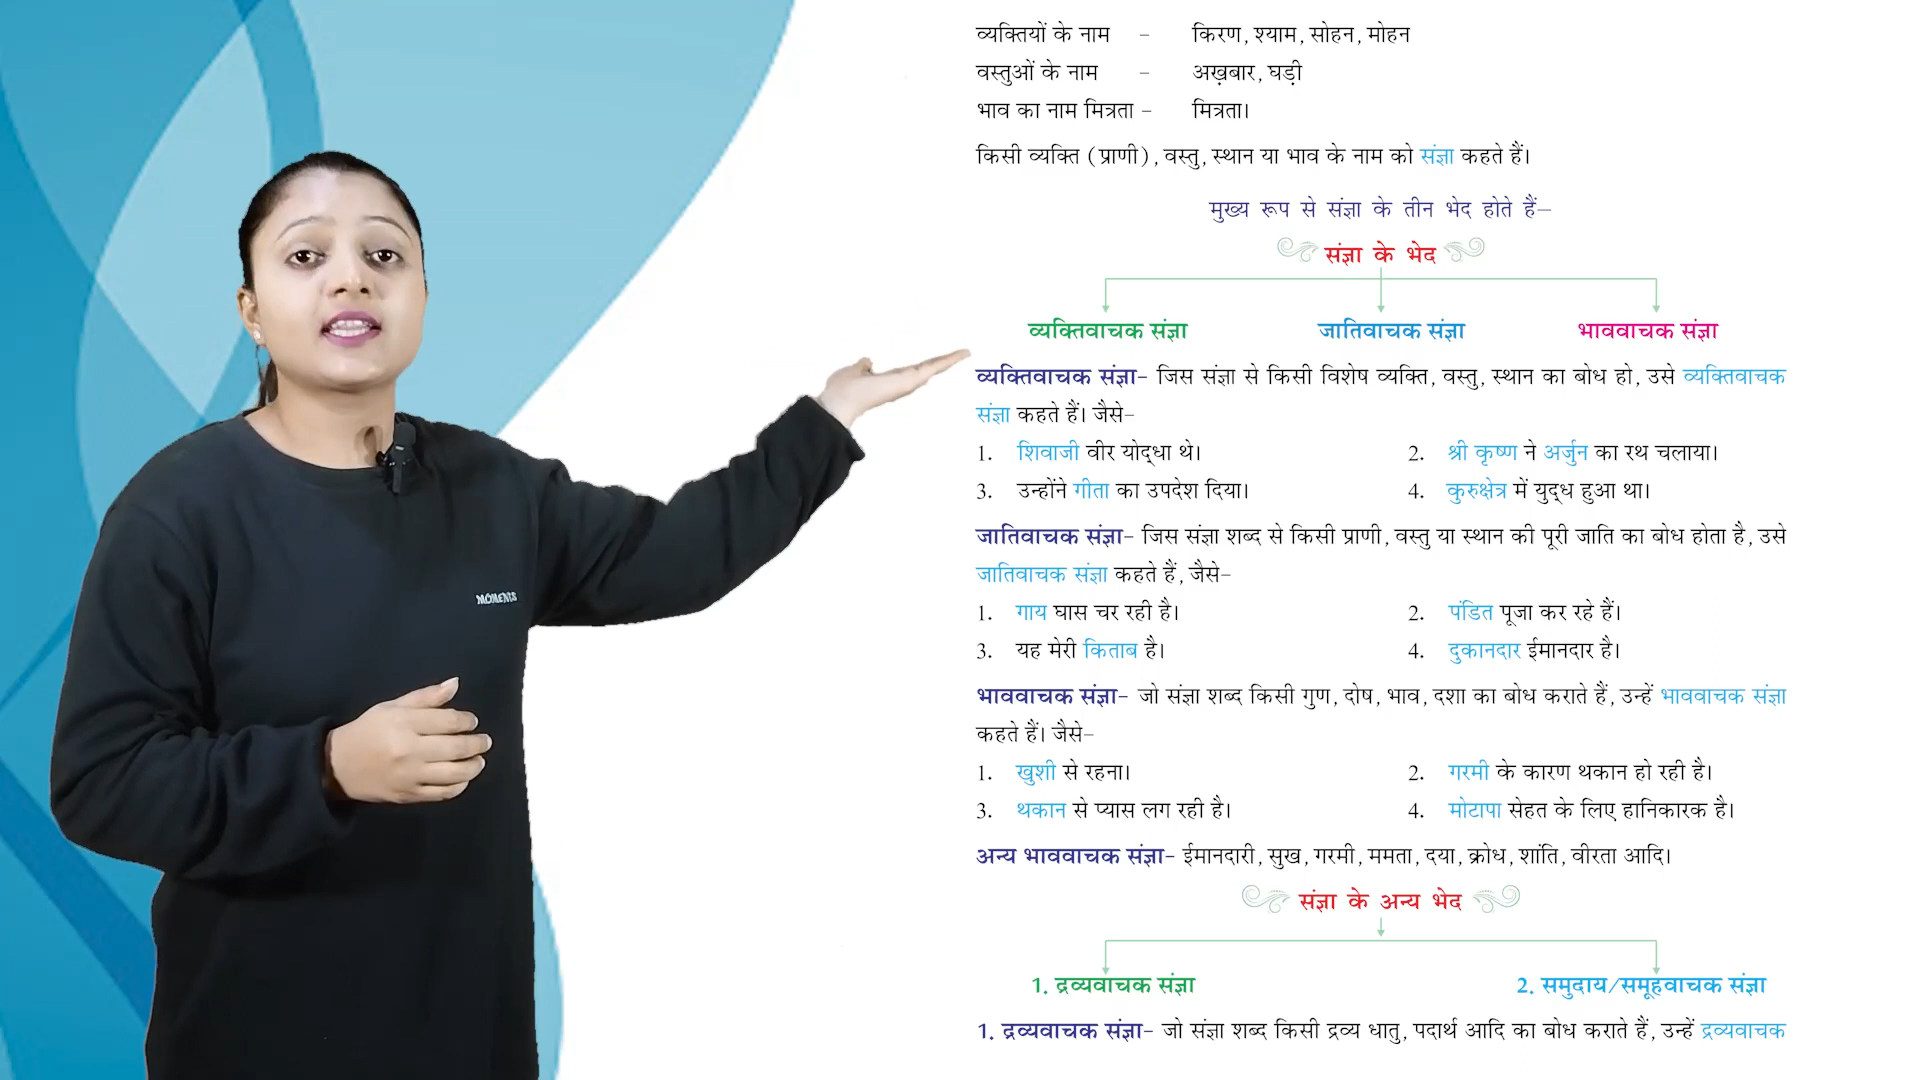 व्यक्तियों के नाम - किरण, श्याम, सोहन, मोहन
वस्तुओं के नाम - अख़बार, घड़ी
भाव का नाम मित्रता - मित्रता।
किसी व्यक्ति (प्राणी), वस्तु, स्थान या भाव के नाम को संज्ञा कहते हैं।
मुख्य रूप से संज्ञा के तीन भेद होते हैं–
संज्ञा के भेद
व्यक्तिवाचक संज्ञा जातिवाचक संज्ञा भाववाचक संज्ञा
व्यक्तिवाचक संज्ञा– जिस संज्ञा से किसी विशेष व्यक्ति, वस्तु, स्थान का बोध हो, उसे व्यक्तिवाचक
संज्ञा कहते हैं। जैसे–
1. शिवाजी वीर योद्धा थे। 2. श्री कृष्ण ने अर्जुन का रथ चलाया।
3. उन्होंने गीता का उपदेश दिया। 4. कुरुक्षेत्र में युद्ध हुआ था।
जातिवाचक संज्ञा– जिस संज्ञा शब्द से किसी प्राणी, वस्तु या स्थान की पूरी जाति का बोध होता है, उसे
जातिवाचक संज्ञा कहते हैं, जैसे–
1. गाय घास चर रही है। 2. पंडित पूजा कर रहे हैं।
3. यह मेरी किताब है। 4. दुकानदार ईमानदार है।
भाववाचक संज्ञा– जो संज्ञा शब्द किसी गुण, दोष, भाव, दशा का बोध कराते हैं, उन्हें भाववाचक संज्ञा
कहते हैं। जैसे–
1. खुशी से रहना। 2. गरमी के कारण थकान हो रही है।
3. थकान से प्यास लग रही है। 4. मोटापा सेहत के लिए हानिकारक है।
अन्य भाववाचक संज्ञा– ईमानदारी, सुख, गरमी, ममता, दया, क्रोध, शांति, वीरता आदि।
संज्ञा के अन्य भेद
1. द्रव्यवाचक संज्ञा 2. समुदाय/समूहवाचक संज्ञा
1. द्रव्यवाचक संज्ञा– जो संज्ञा शब्द किसी द्रव्य धातु, पदार्थ आदि का बोध कराते हैं, उन्हें द्रव्यवाचक
MOMENTS